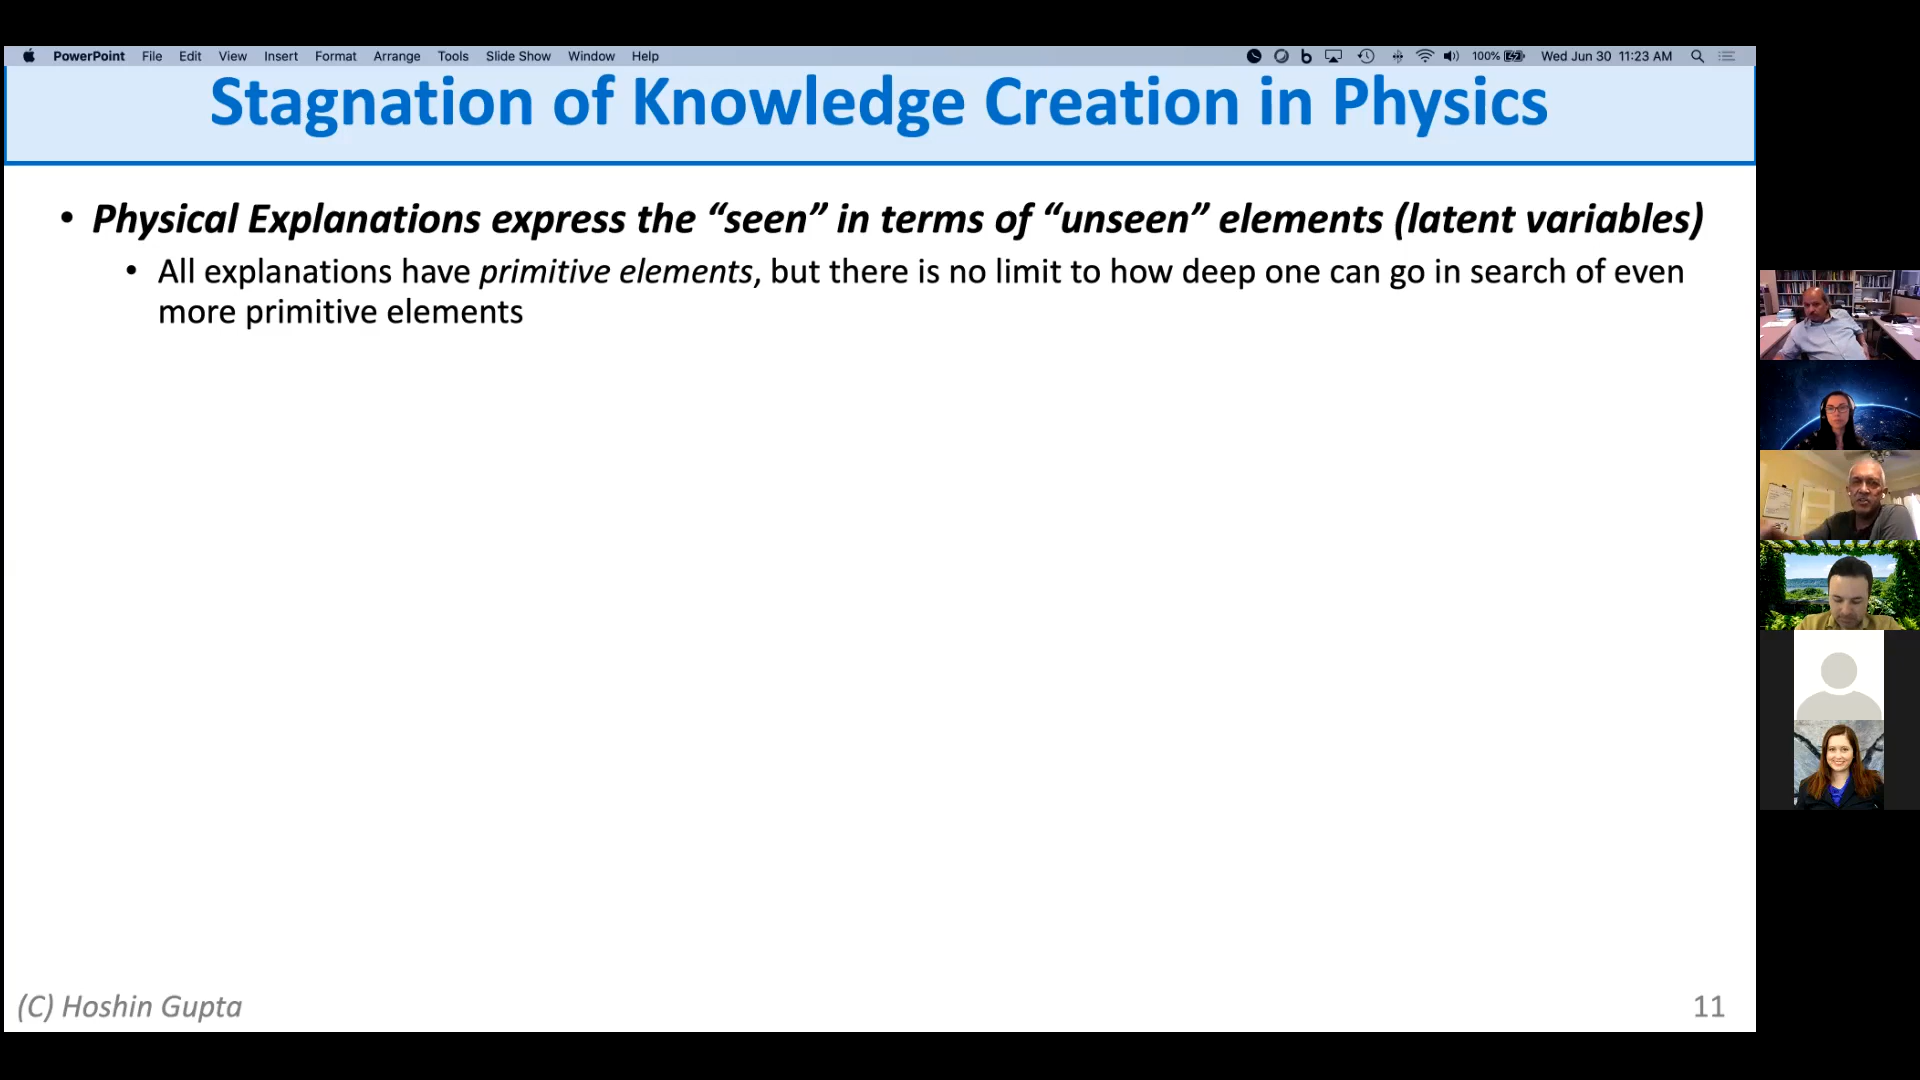 PowerPoint File Edit View Insert Format Arrange Tools Slide Show Window Help 100% Wed Jun 30 11:23 AM
Stagnation of Knowledge Creation in Physics
• Physical Explanations express the “seen” in terms of “unseen” elements (latent variables)
• All explanations have primitive elements, but there is no limit to how deep one can go in search of even
more primitive elements
(C) Hoshin Gupta
11